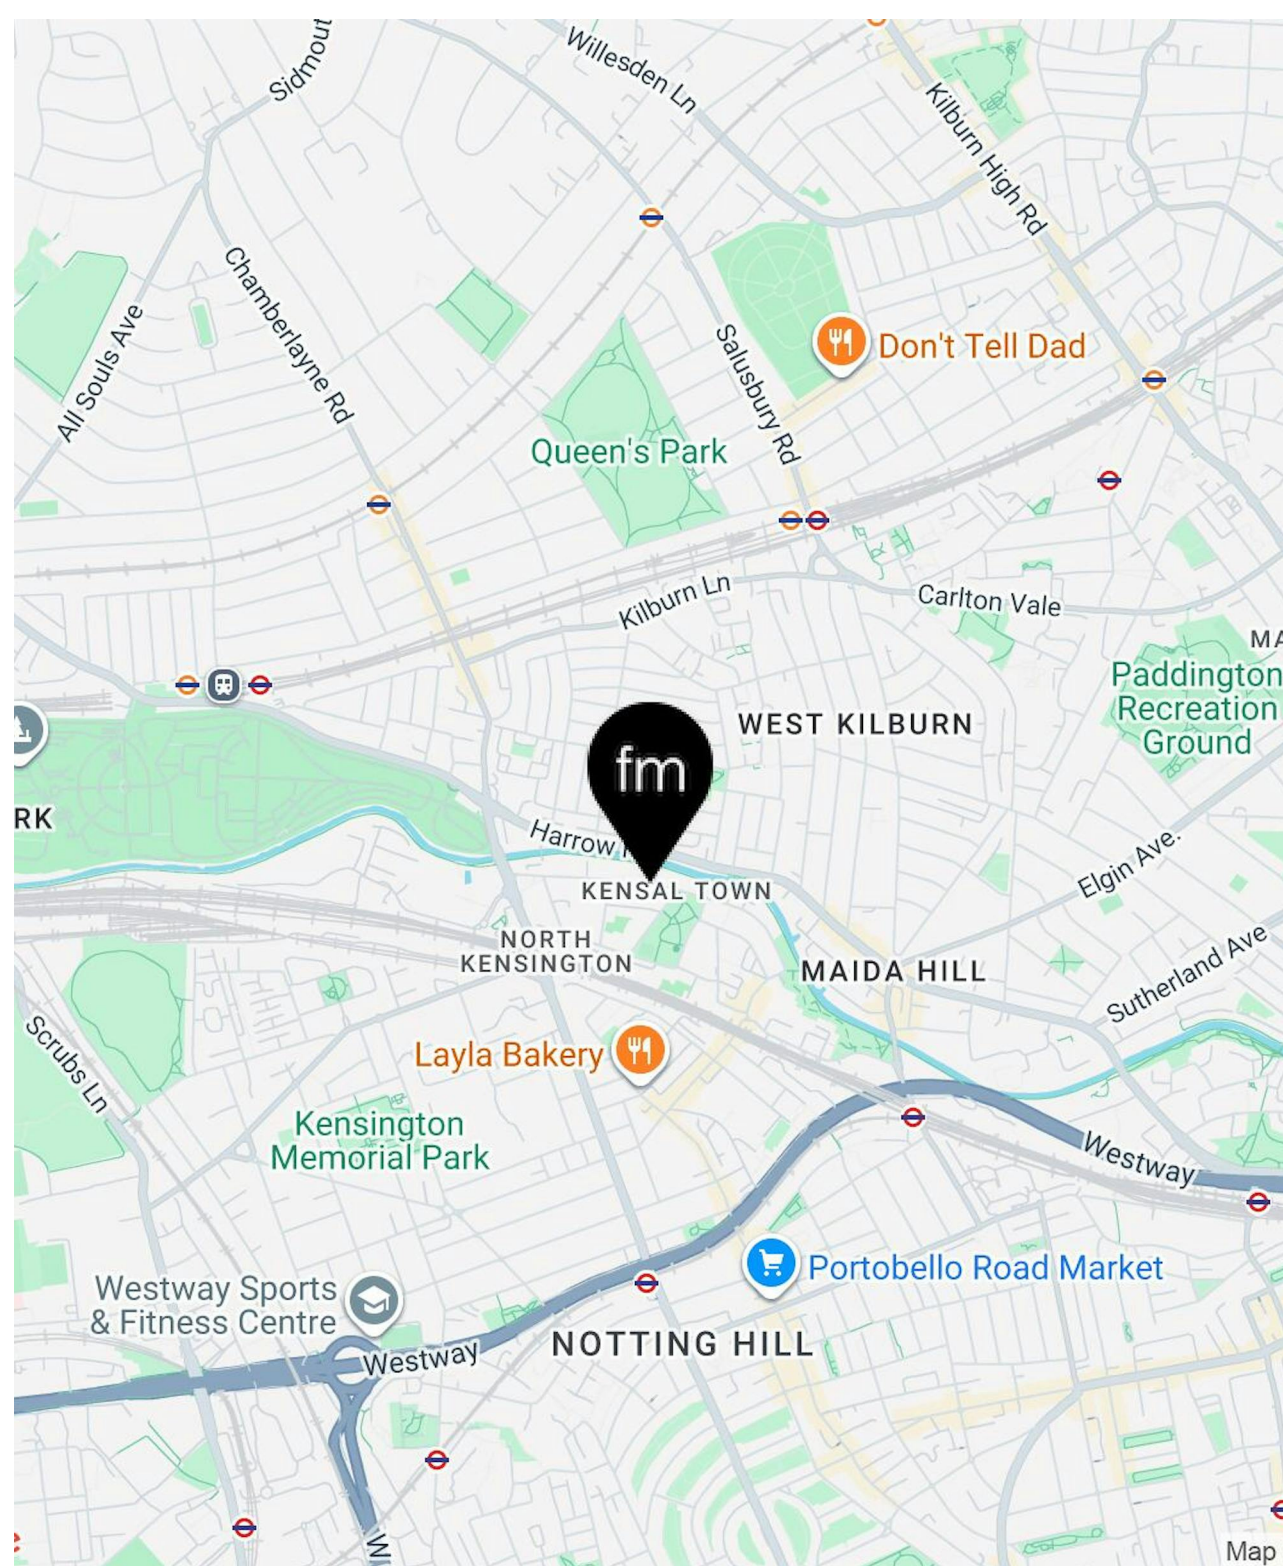 Sidmout
Willesden Ln
Kilburn High Rd
Chamberlayne Rd
All Souls Ave
Salusbury Rd
Don't Tell Dad
Queen's Park
Kilburn Ln
Carlton Vale
MA
Paddington
Recreation
Ground
WEST KILBURN
fm
RK
Harrow
KENSAL TOWN
Elgin Ave.
NORTH
KENSINGTON
MAIDA HILL
Sutherland Ave
Scrubs Ln
Layla Bakery
Kensington
Memorial Park
Westway
Portobello Road Market
Westway Sports
& Fitness Centre
NOTTING HILL
Westway
W
Map